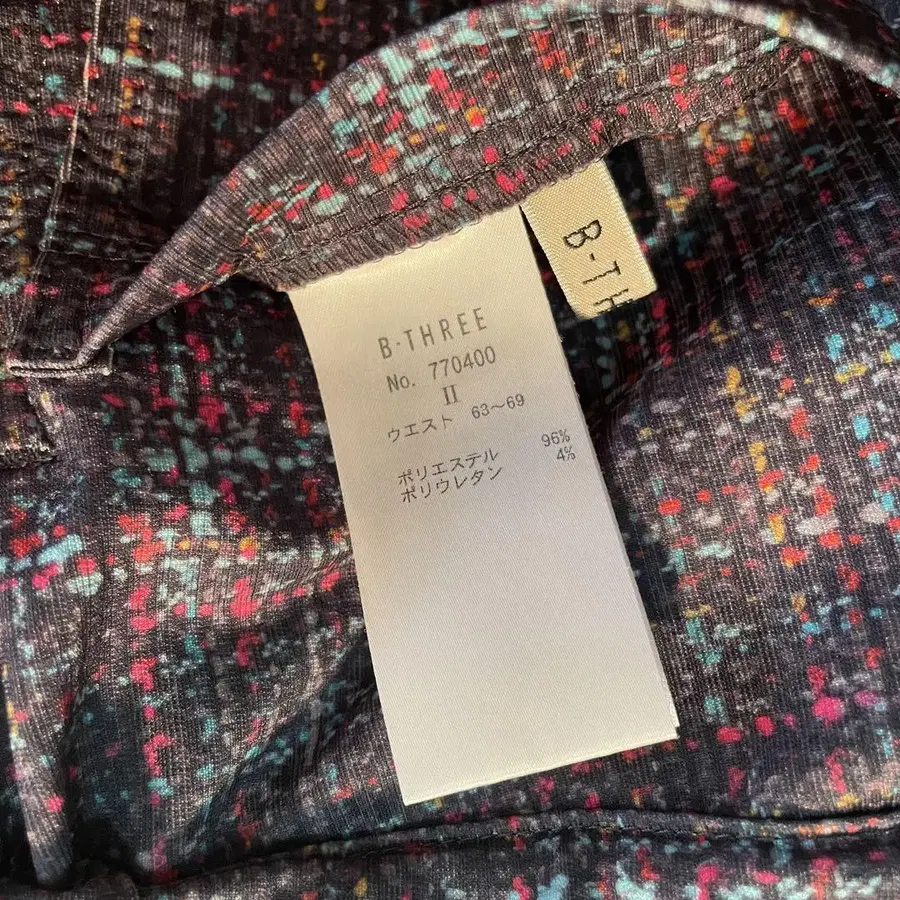 B-TH
B·THREE
No. 770400
II
ウエスト 63～69
ポリエステル 96%
ポリウレタン 4%